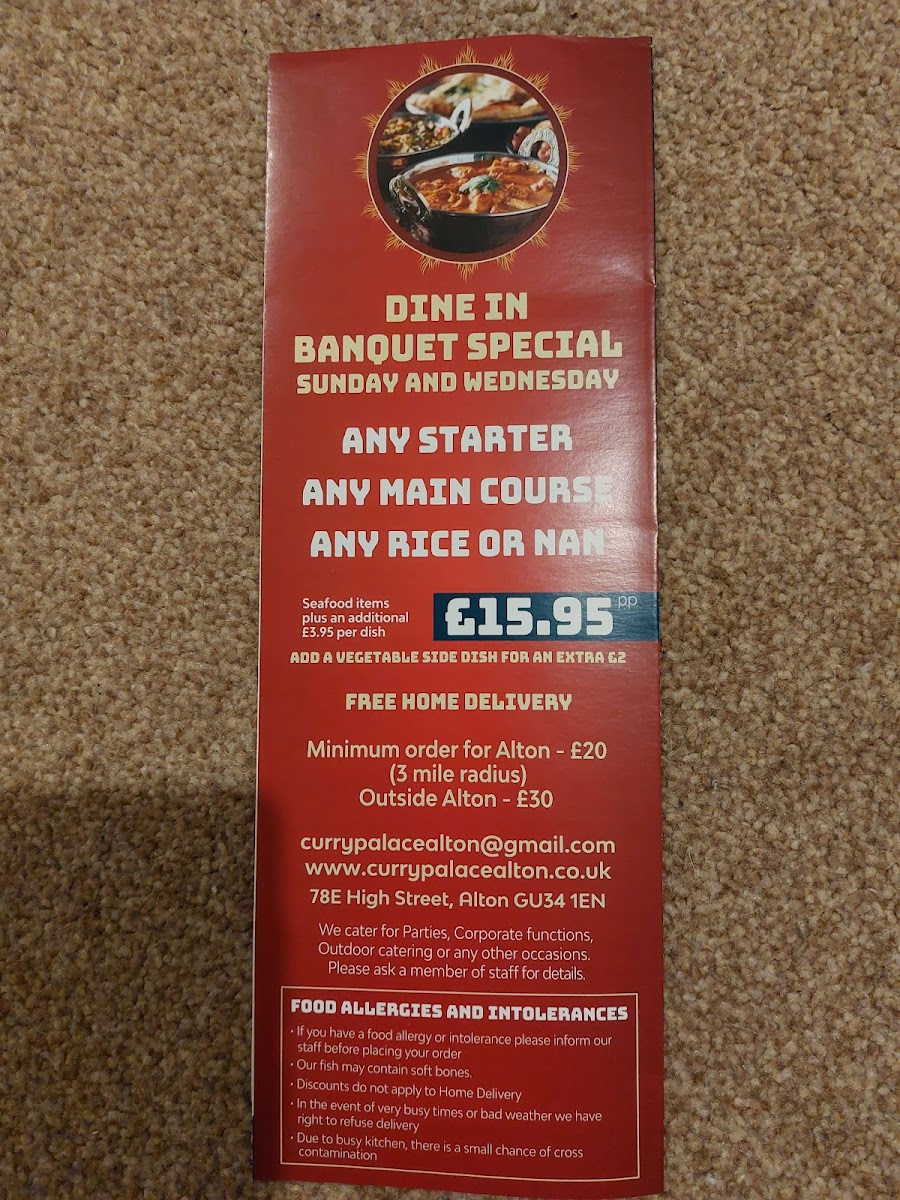 DINE IN
BANQUET SPECIAL
SUNDAY AND WEDNESDAY
ANY STARTER
ANY MAIN COURSE
ANY RICE OR NAN
Seafood items
plus an additional
£3.95 per dish
£15.95 pp
ADD A VEGETABLE SIDE DISH FOR AN EXTRA £2
FREE HOME DELIVERY
Minimum order for Alton - £20
(3 mile radius)
Outside Alton - £30
currypalacealton@gmail.com
www.currypalacealton.co.uk
78E High Street, Alton GU34 1EN
We cater for Parties, Corporate functions,
Outdoor catering or any other occasions.
Please ask a member of staff for details.
FOOD ALLERGIES AND INTOLERANCES
• If you have a food allergy or intolerance please inform our
staff before placing your order
• Our fish may contain soft bones.
• Discounts do not apply to Home Delivery
• In the event of very busy times or bad weather we have
right to refuse delivery
• Due to busy kitchen, there is a small chance of cross
contamination